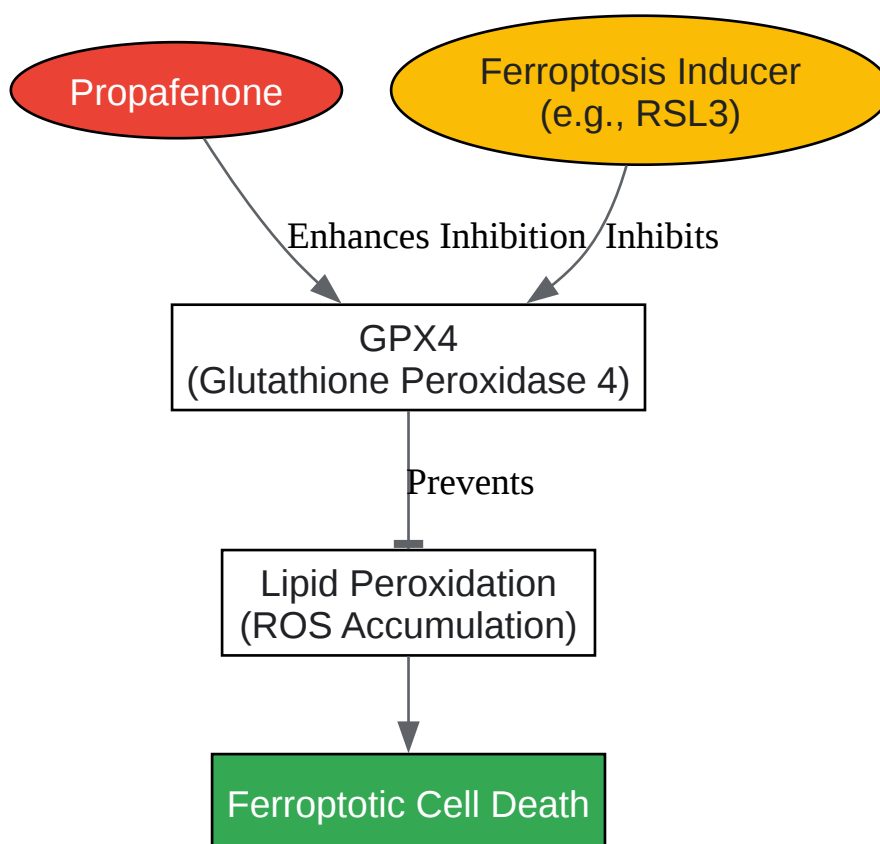 Propafenone
Ferroptosis Inducer
(e.g., RSL3)
Enhances Inhibition
Inhibits
GPX4
(Glutathione Peroxidase 4)
Prevents
Lipid Peroxidation
(ROS Accumulation)
Ferroptotic Cell Death